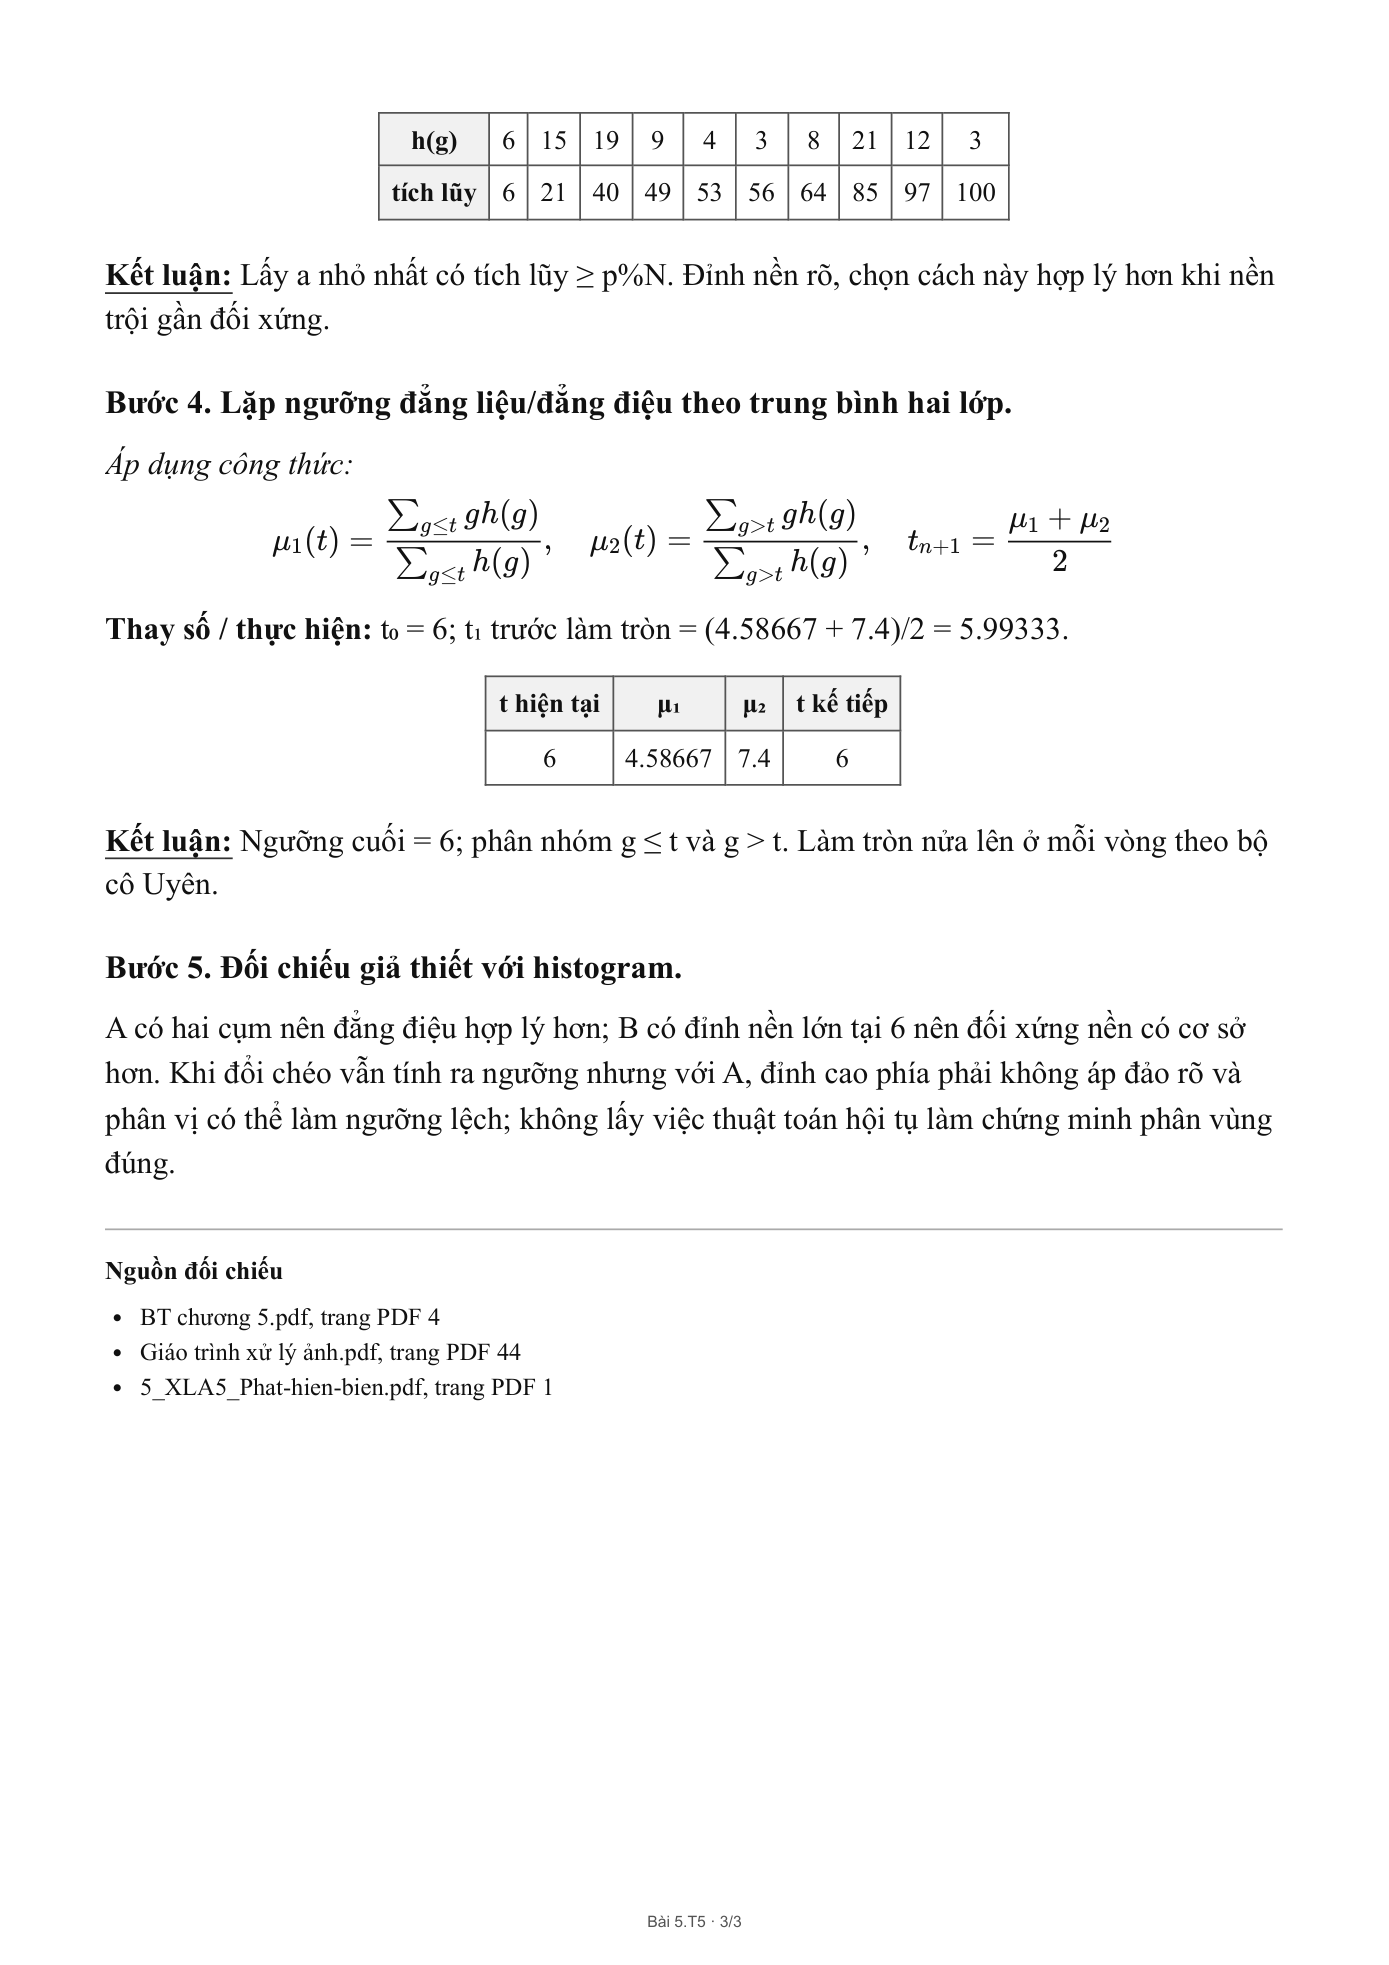 h(g) 6 15 19 9 4 3 8 21 12 3
tích lũy 6 21 40 49 53 56 64 85 97 100
Kết luận: Lấy a nhỏ nhất có tích lũy ≥ p%N. Đỉnh nền rõ, chọn cách này hợp lý hơn khi nền
trội gần đối xứng.
Bước 4. Lặp ngưỡng đẳng liệu/đẳng điệu theo trung bình hai lớp.
Áp dụng công thức:
μ₁(t) = ∑_{g≤t} gh(g) / ∑_{g≤t} h(g), μ₂(t) = ∑_{g>t} gh(g) / ∑_{g>t} h(g), t_{n+1} = (μ₁ + μ₂) / 2
Thay số / thực hiện: t₀ = 6; t₁ trước làm tròn = (4.58667 + 7.4)/2 = 5.99333.
t hiện tại μ₁ μ₂ t kế tiếp
6 4.58667 7.4 6
Kết luận: Ngưỡng cuối = 6; phân nhóm g ≤ t và g > t. Làm tròn nửa lên ở mỗi vòng theo bộ
cô Uyên.
Bước 5. Đối chiếu giả thiết với histogram.
A có hai cụm nên đẳng điệu hợp lý hơn; B có đỉnh nền lớn tại 6 nên đối xứng nền có cơ sở
hơn. Khi đổi chéo vẫn tính ra ngưỡng nhưng với A, đỉnh cao phía phải không áp đảo rõ và
phân vị có thể làm ngưỡng lệch; không lấy việc thuật toán hội tụ làm chứng minh phân vùng
đúng.
Nguồn đối chiếu
• BT chương 5.pdf, trang PDF 4
• Giáo trình xử lý ảnh.pdf, trang PDF 44
• 5_XLA5_Phat-hien-bien.pdf, trang PDF 1
Bài 5.T5 · 3/3